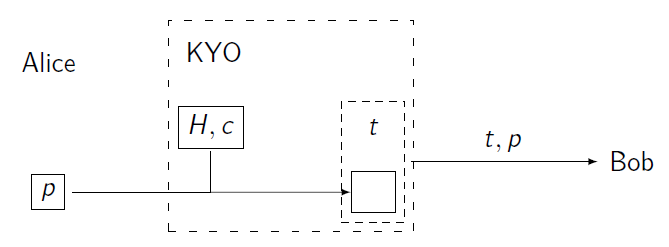 Alice
KYO
H, c
t
t, p
Bob
p